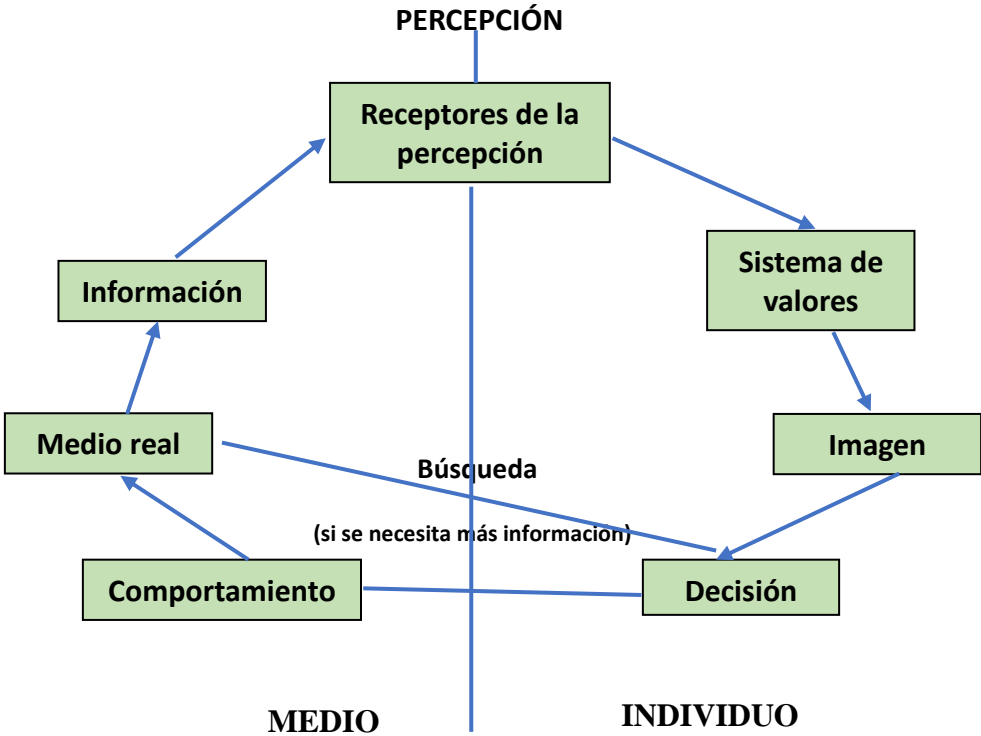 PERCEPCIÓN
Receptores de la
percepción
Sistema de
valores
Información
Medio real
Imagen
Búsqueda
(si se necesita más información)
Comportamiento
Decisión
MEDIO
INDIVIDUO